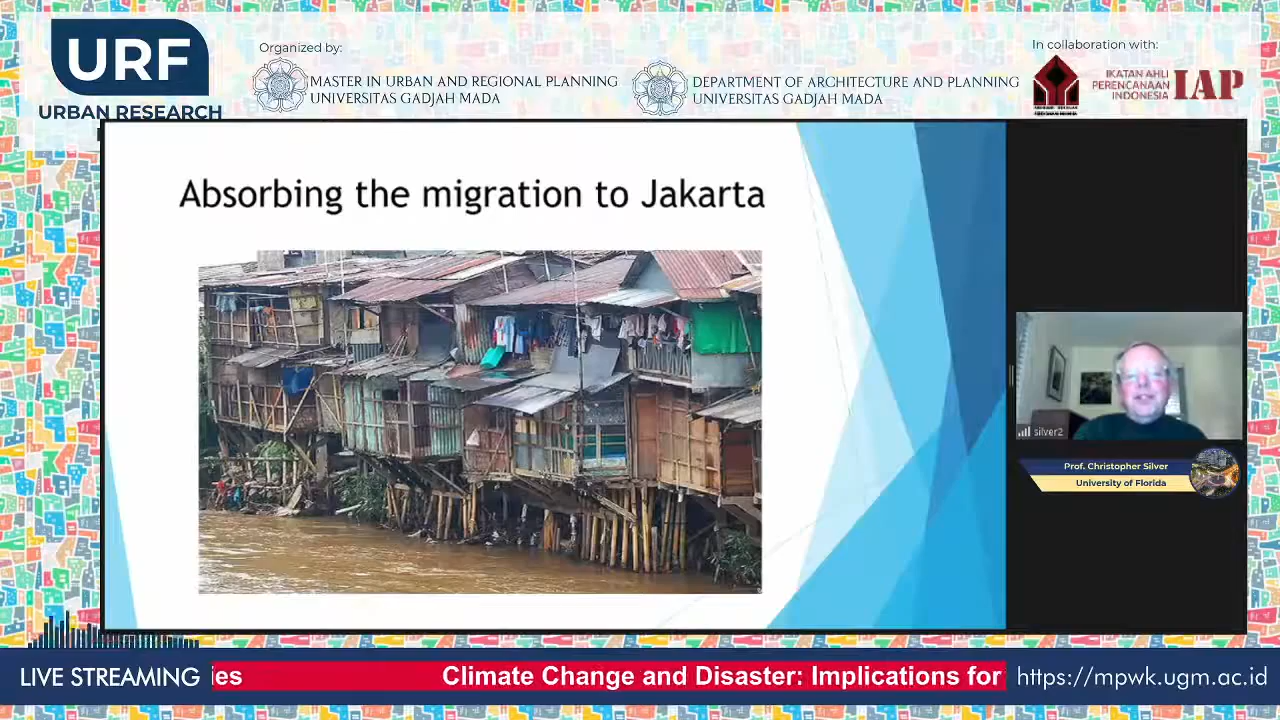 URF
URBAN RESEARCH
Organized by:
MASTER IN URBAN AND REGIONAL PLANNING
UNIVERSITAS GADJAH MADA
DEPARTMENT OF ARCHITECTURE AND PLANNING
UNIVERSITAS GADJAH MADA
In collaboration with:
IKATAN AHLI
PERENCANAAN
INDONESIA
IAP
Absorbing the migration to Jakarta
silver2
Prof. Christopher Silver
University of Florida
LIVE STREAMING
ies
Climate Change and Disaster: Implications for
https://mpwk.ugm.ac.id